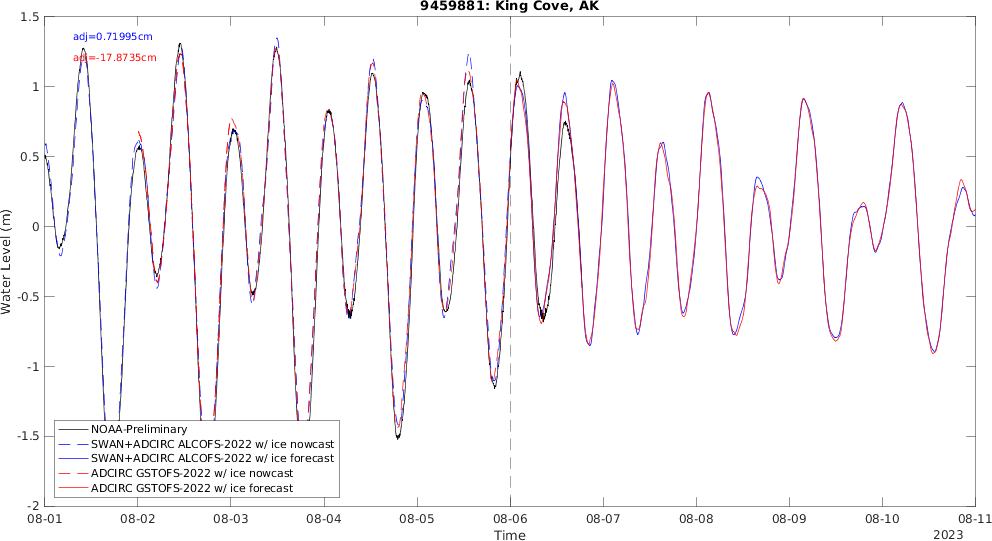 9459881: King Cove, AK
1.5
adj=0.71995cm
adj=-17.8735cm
1
0.5
0
-0.5
-1
-1.5
-2
Water Level (m)
NOAA-Preliminary
SWAN+ADCIRC ALCOFS-2022 w/ ice nowcast
SWAN+ADCIRC ALCOFS-2022 w/ ice forecast
ADCIRC GSTOFS-2022 w/ ice nowcast
ADCIRC GSTOFS-2022 w/ ice forecast
08-01 08-02 08-03 08-04 08-05 08-06 08-07 08-08 08-09 08-10 08-11
Time
2023